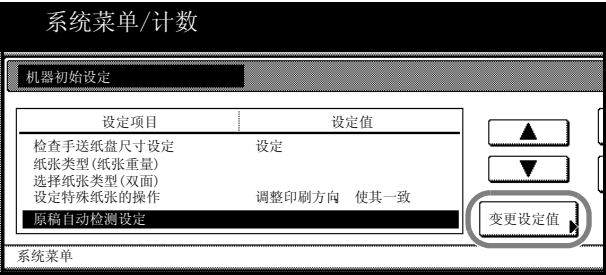 系统菜单/计数
机器初始设定
设定项目 设定值
检查手送纸盘尺寸设定 设定
纸张类型(纸张重量)
选择纸张类型(双面)
设定特殊纸张的操作 调整印刷方向 使其一致
原稿自动检测设定
变更设定值
系统菜单